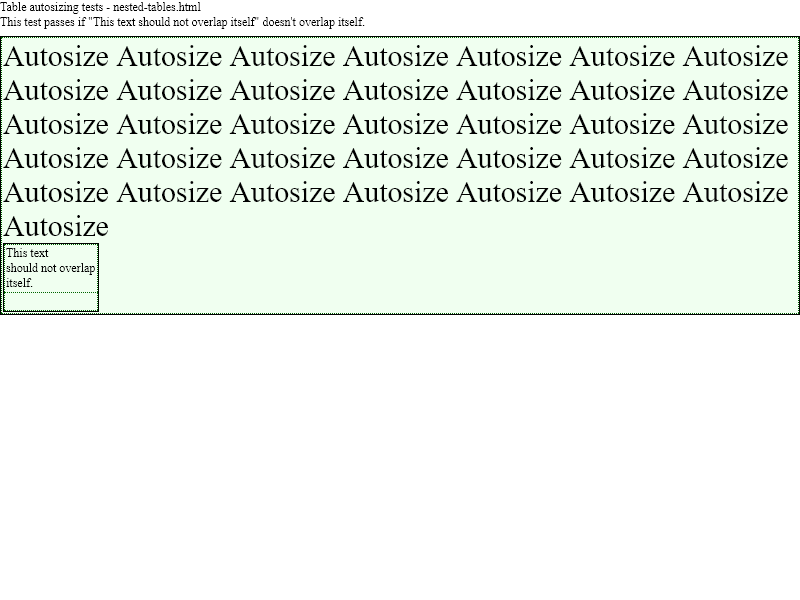 Table autosizing tests - nested-tables.html
This test passes if "This text should not overlap itself" doesn't overlap itself.
Autosize Autosize Autosize Autosize Autosize Autosize Autosize
Autosize Autosize Autosize Autosize Autosize Autosize Autosize
Autosize Autosize Autosize Autosize Autosize Autosize Autosize
Autosize Autosize Autosize Autosize Autosize Autosize Autosize
Autosize Autosize Autosize Autosize Autosize Autosize Autosize
Autosize
This text
should not overlap
itself.